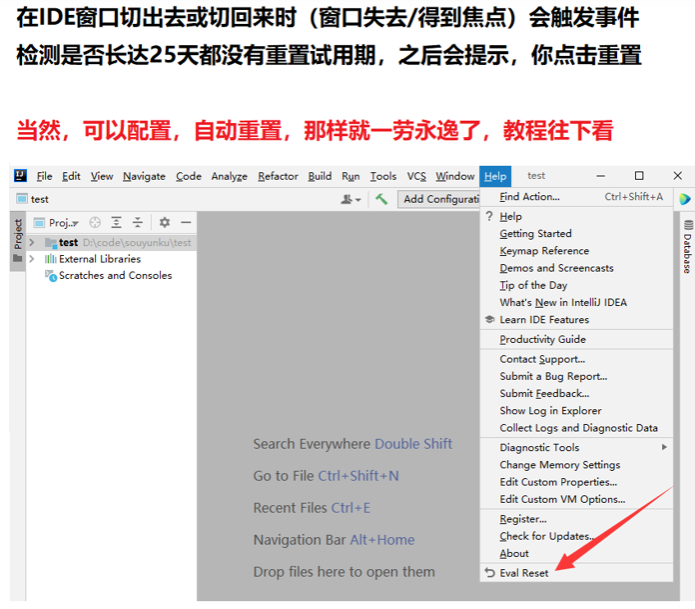 在IDE窗口切出去或切回来时（窗口失去/得到焦点）会触发事件
检测是否长达25天都没有重置试用期，之后会提示，你点击重置
当然，可以配置，自动重置，那样就一劳永逸了，教程往下看
File Edit View Navigate Code Analyze Refactor Build Run Tools VCS Window Help test
test
Add Configurati
Find Action... Ctrl+Shift+A
Help
Getting Started
Keymap Reference
Demos and Screencasts
Tip of the Day
What's New in IntelliJ IDEA
Learn IDE Features
Productivity Guide
Contact Support...
Submit a Bug Report...
Submit Feedback...
Show Log in Explorer
Collect Logs and Diagnostic Data
Diagnostic Tools
Change Memory Settings
Edit Custom Properties...
Edit Custom VM Options...
Register...
Check for Updates...
About
Eval Reset
Project
Proj..
test D:\code\souyunku\test
External Libraries
Scratches and Consoles
Search Everywhere Double Shift
Go to File Ctrl+Shift+N
Recent Files Ctrl+E
Navigation Bar Alt+Home
Drop files here to open them
Database